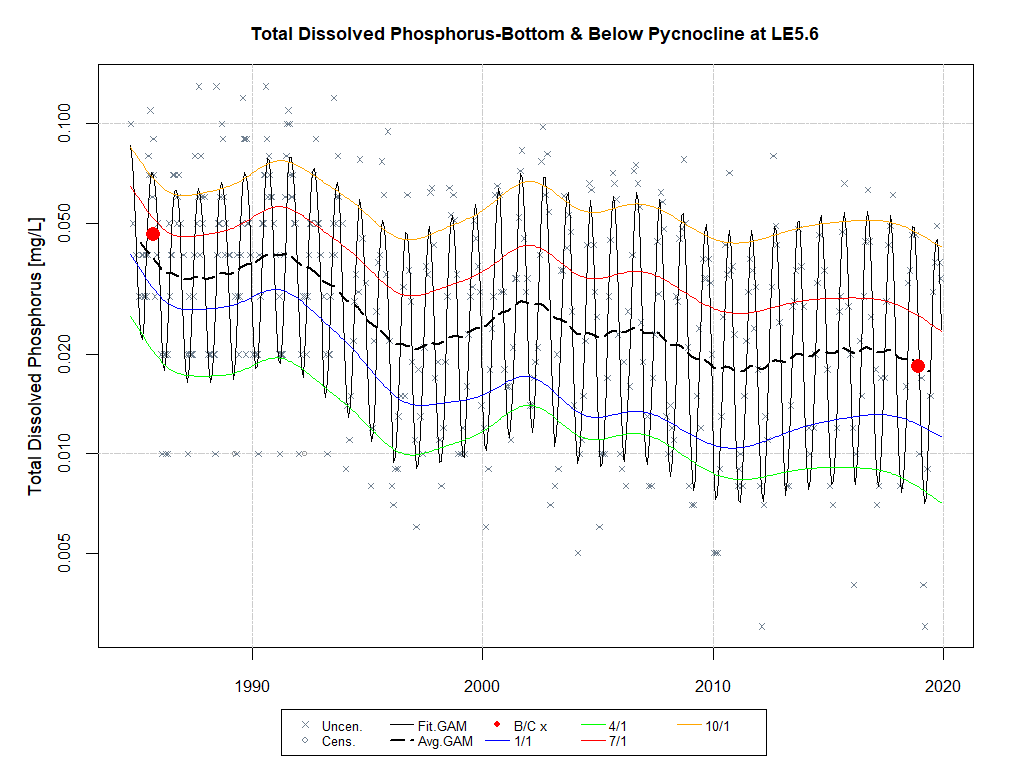 Total Dissolved Phosphorus-Bottom & Below Pycnocline at LE5.6
Total Dissolved Phosphorus [mg/L]
0.100
0.050
0.020
0.010
0.005
1990 2000 2010 2020
Uncen. Fit.GAM B/C x 4/1 10/1
Cens. Avg.GAM 1/1 7/1